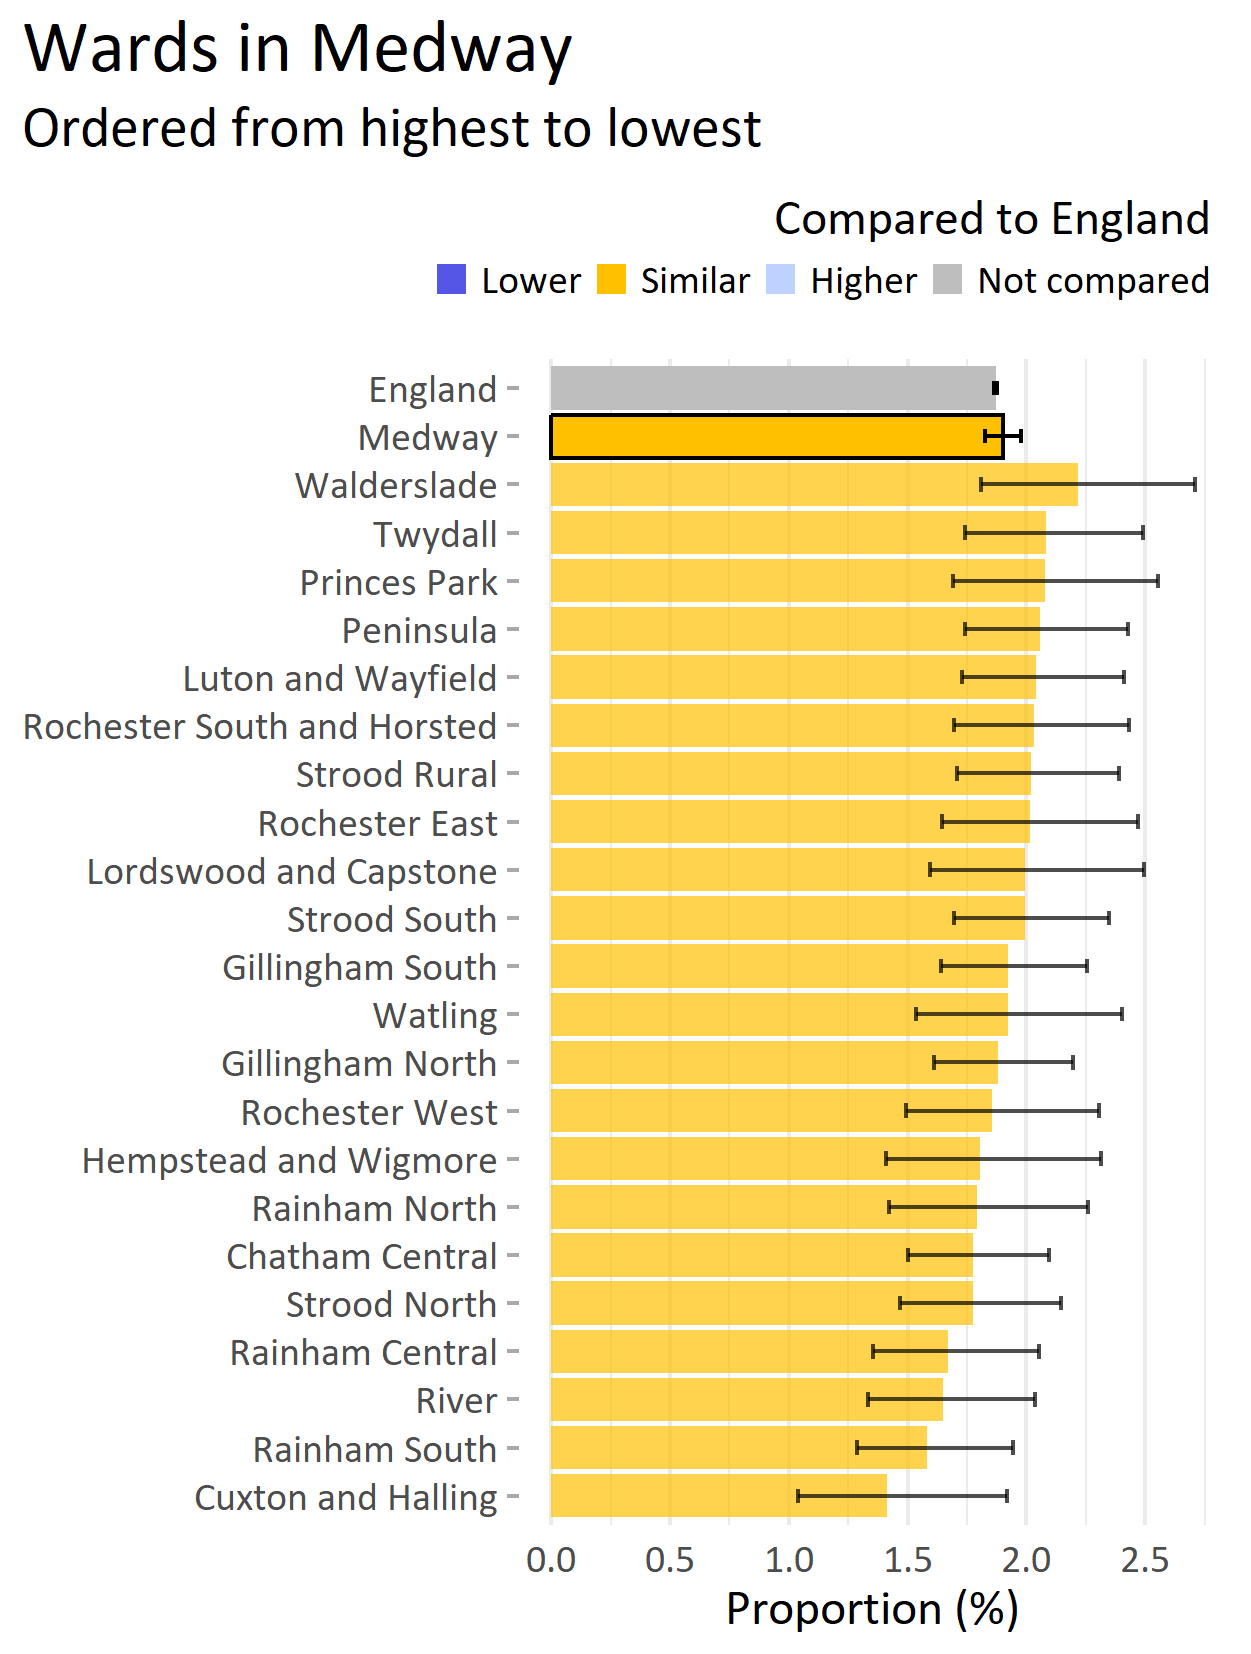 Wards in Medway
Ordered from highest to lowest
Compared to England
Lower Similar Higher Not compared
England
Medway
Walderslade
Twydall
Princes Park
Peninsula
Luton and Wayfield
Rochester South and Horsted
Strood Rural
Rochester East
Lordswood and Capstone
Strood South
Gillingham South
Watling
Gillingham North
Rochester West
Hempstead and Wigmore
Rainham North
Chatham Central
Strood North
Rainham Central
River
Rainham South
Cuxton and Halling
0.0 0.5 1.0 1.5 2.0 2.5
Proportion (%)